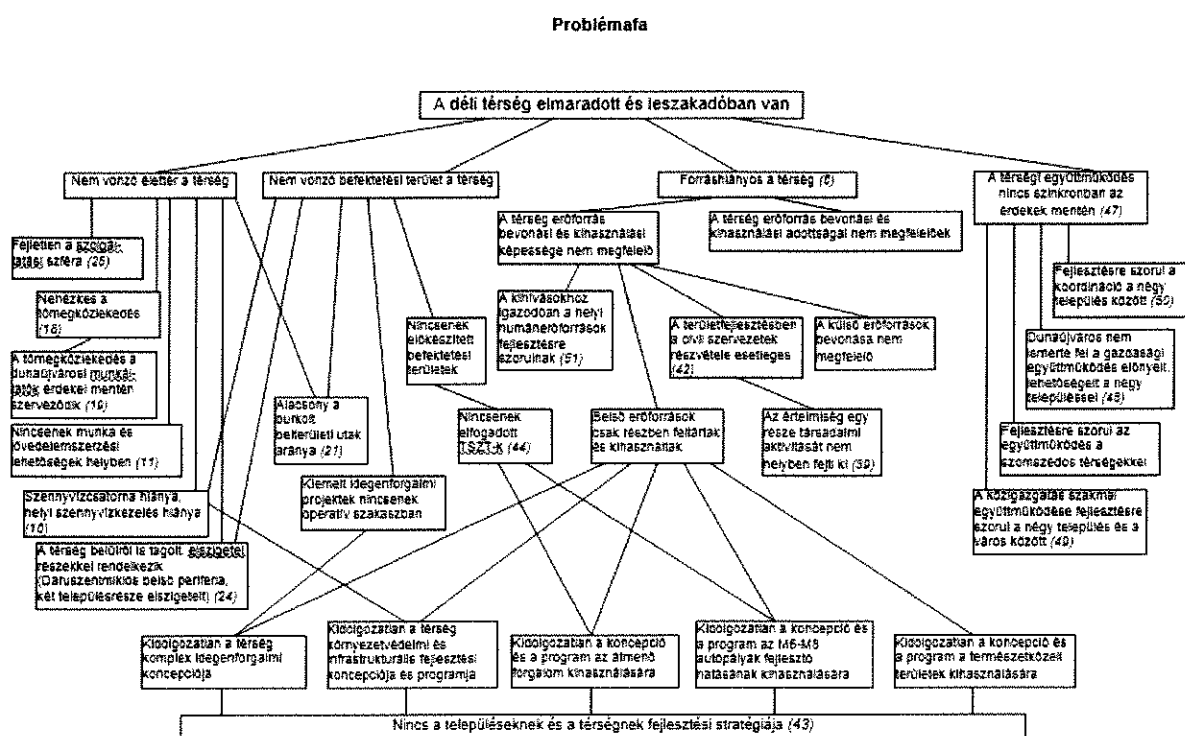 Problémafa
A déli térség elmaradott és leszakadóban van
Nem vonzó élettér a térség
Nem vonzó befektetési terület a térség
Forráshiányos a térség (6)
A térségi együttműködés
nincs szinkronban az
érdekek mentén (47)
A térség erőforrás
bevonási és kihasználási
képessége nem megfelelő
A térség erőforrás bevonási és
kihasználási adottságai nem megfelelőek
Fejletlen a szolgál-
tatási szféra (25)
Nehézkes a
tömegközlekedés
(18)
A tömegközlekedés a
dunaújvárosi munkál-
tatók érdekei mentén
szerveződik (19)
Nincsenek munka és
jövedelemszerzési
lehetőségek helyben (11)
Szennyvízcsatorna hiánya,
helyi szennyvízkezelés hiánya
(10)
A térség belülről is tagolt, elszigetel
részekkel rendelkezik
(Daruszentmiklós belső periféria,
két településrésze elszigetelt) (24)
Alacsony a
burkolt
belterületi utak
aránya (21)
Kiemelt idegenforgalmi
projektek nincsenek
operatív szakaszban
Nincsenek
előkészített
befektetési
területek
Nincsenek
elfogadott
TSZT-k (44)
A kihívásokhoz
igazodóan a helyi
humánerőforrások
fejlesztésre
szorulnak (51)
A területfejlesztésben
a civil szervezetek
részvétele esetleges
(42)
A külső erőforrások
bevonása nem
megfelelő
Belső erőforrások
csak részben feltártak
és kihasználnak
Az értelmiség egy
része társadalmi
aktivitását nem
helyben fejti ki (39)
Fejlesztésre szorul a
koordináció a négy
település között (50)
Dunaújváros nem
ismerte fel a gazdasági
együttműködés előnyeit,
lehetőségeit a négy
településsel (48)
Fejlesztésre szorul az
együttműködés a
szomszédos térségekkel
A közigazgatás szakmai
együttműködése fejlesztésre
szorul a négy település és a
város között (49)
Kidolgozatlan a térség
komplex idegenforgalmi
koncepciója
Kidolgozatlan a térség
környezetvédelmi és
infrastrukturális fejlesztési
koncepciója és programja
Kidolgozatlan a koncepció
és a program az átmenő
forgalom kihasználására
Kidolgozatlan a koncepció és
a program az M6-M8
autópályák fejlesztő
hatásának kihasználására
Kidolgozatlan a koncepció és
a program a természetközeli
területek kihasználására
Nincs a településeknek és a térségnek fejlesztési stratégiája (43)